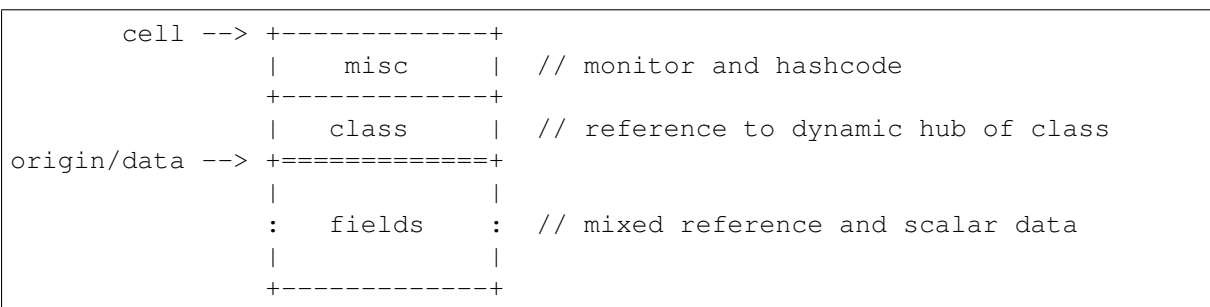 cell --> +-------------+
                |    misc     |  // monitor and hashcode
                +-------------+
                |   class     |  // reference to dynamic hub of class
origin/data --> +=============+
                |             |
                :   fields    :  // mixed reference and scalar data
                |             |
                +-------------+